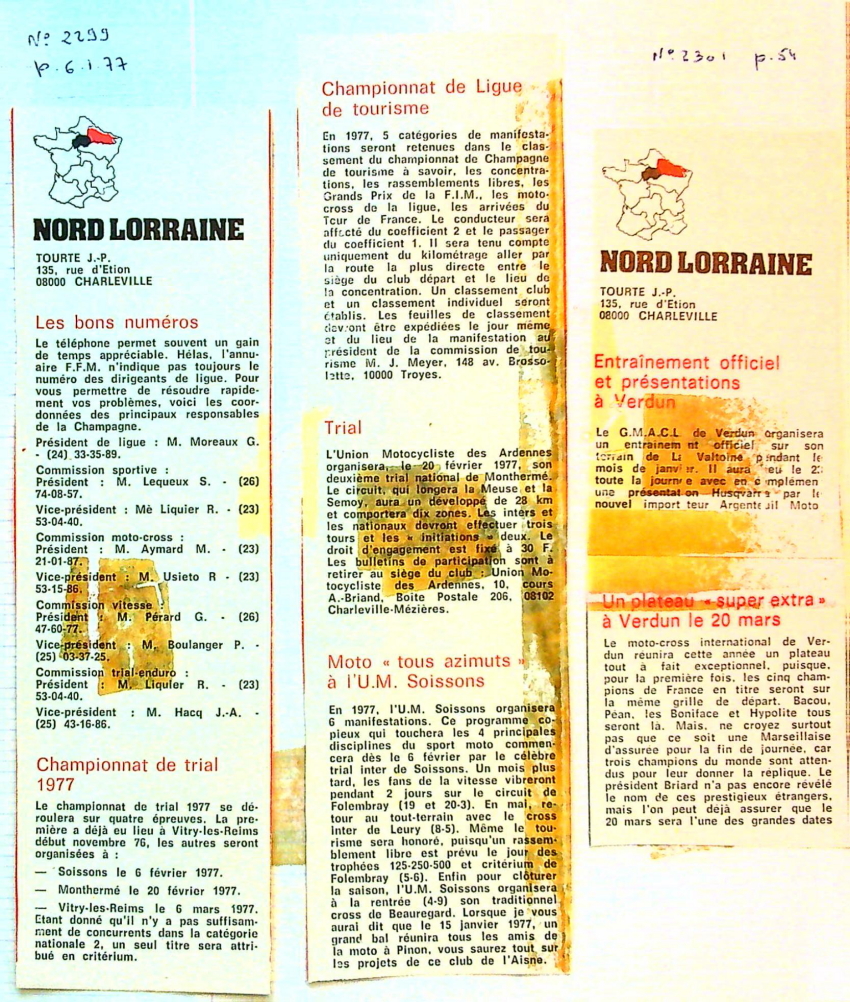 Nº 2299
p. 6.1.77
NORD LORRAINE
TOURTE J.-P.
135, rue d'Etion
08000 CHARLEVILLE
Les bons numéros
Le téléphone permet souvent un gain
de temps appréciable. Hélas, l'annu-
aire F.F.M. n'indique pas toujours le
numéro des dirigeants de ligue. Pour
vous permettre de résoudre rapide-
ment vos problèmes, voici les coor-
données des principaux responsables
de la Champagne.
Président de ligue : M. Moreaux G.
- (24) 33-35-89.
Commission sportive :
Président : M. Lequeux S. - (26)
74-08-57.
Vice-président : Mè Liquier R. - (23)
53-04-40.
Commission moto-cross :
Président : M. Aymard M. - (23)
21-01-87.
Vice-président : M. Usieto R - (23)
53-15-86.
Commission vitesse :
Président : M. Pérard G. - (26)
47-60-77.
Vice-président : M. Boulanger P. -
(25) 03-37-25.
Commission trial-enduro :
Président : M. Liquier R. - (23)
53-04-40.
Vice-président : M. Hacq J.-A. -
(25) 43-16-86.
Championnat de trial
1977
Le championnat de trial 1977 se dé-
roulera sur quatre épreuves. La pre-
mière a déjà eu lieu à Vitry-les-Reims
début novembre 76, les autres seront
organisées à :
— Soissons le 6 février 1977.
— Monthermé le 20 février 1977.
— Vitry-les-Reims le 6 mars 1977.
Etant donné qu'il n'y a pas suffisam-
ment de concurrents dans la catégorie
nationale 2, un seul titre sera attri-
bué en critérium.
Championnat de Ligue
de tourisme
En 1977, 5 catégories de manifesta-
tions seront retenues dans le clas-
sement du championnat de Champagne
de tourisme à savoir, les concentra-
tions, les rassemblements libres, les
Grands Prix de la F.I.M., les moto-
cross de la ligue, les arrivées du
Tour de France. Le conducteur sera
affecté du coefficient 2 et le passager
du coefficient 1. Il sera tenu compte
uniquement du kilométrage aller par
la route la plus directe entre le
siège du club départ et le lieu de
la concentration. Un classement club
et un classement individuel seront
établis. Les feuilles de classement
devront être expédiées le jour même
et du lieu de la manifestation au
président de la commission de tou-
risme M. J. Meyer, 148 av. Brosso-
lette, 10000 Troyes.
Trial
L'Union Motocycliste des Ardennes
organisera, le 20 février 1977, son
deuxième trial national de Monthermé.
Le circuit, qui longera la Meuse et la
Semoy, aura un développé de 28 km
et comportera dix zones. Les inters et
les nationaux devront effectuer trois
tours et les « initiations » deux. Le
droit d'engagement est fixé à 30 F.
Les bulletins de participation sont à
retirer au siège du club : Union Mo-
tocycliste des Ardennes, 10, cours
A.-Briand, Boite Postale 206, 08102
Charleville-Mézières.
Moto « tous azimuts »
à l'U.M. Soissons
En 1977, l'U.M. Soissons organisera
6 manifestations. Ce programme co-
pieux qui touchera les 4 principales
disciplines du sport moto commen-
cera dès le 6 février par le célèbre
trial inter de Soissons. Un mois plus
tard, les fans de la vitesse vibreront
pendant 2 jours sur le circuit de
Folembray (19 et 20-3). En mai, re-
tour au tout-terrain avec le cross
inter de Leury (8-5). Même le tou-
risme sera honoré, puisqu'un rassem-
blement libre est prévu le jour des
trophées 125-250-500 et critérium de
Folembray (5-6). Enfin pour clôturer
la saison, l'U.M. Soissons organisera
à la rentrée (4-9) son traditionnel
cross de Beauregard. Lorsque je vous
aurai dit que le 15 janvier 1977, un
grand bal réunira tous les amis de
la moto à Pinon, vous saurez tout sur
les projets de ce club de l'Aisne.
Nº 2301 p. 54
NORD LORRAINE
TOURTE J.-P.
135, rue d'Etion
08000 CHARLEVILLE
Entraînement officiel
et présentations
à Verdun
Le G.M.A.C.L. de Verdun organisera
un entrainement officiel sur son
terrain de La Valtoine pendant le
mois de janvier. Il aura lieu le 23
toute la journée avec en complémen
une présentation Husqvarna par le
nouvel importateur Argenteuil Moto
Un plateau « super extra »
à Verdun le 20 mars
Le moto-cross international de Ver-
dun réunira cette année un plateau
tout à fait exceptionnel, puisque,
pour la première fois, les cinq cham-
pions de France en titre seront sur
la même grille de départ. Bacou,
Péan, les Boniface et Hypolite tous
seront là. Mais, ne croyez surtout
pas que ce soit une Marseillaise
d'assurée pour la fin de journée, car
trois champions du monde sont atten-
dus pour leur donner la réplique. Le
président Briard n'a pas encore révélé
le nom de ces prestigieux étrangers,
mais l'on peut déjà assurer que le
20 mars sera l'une des grandes dates